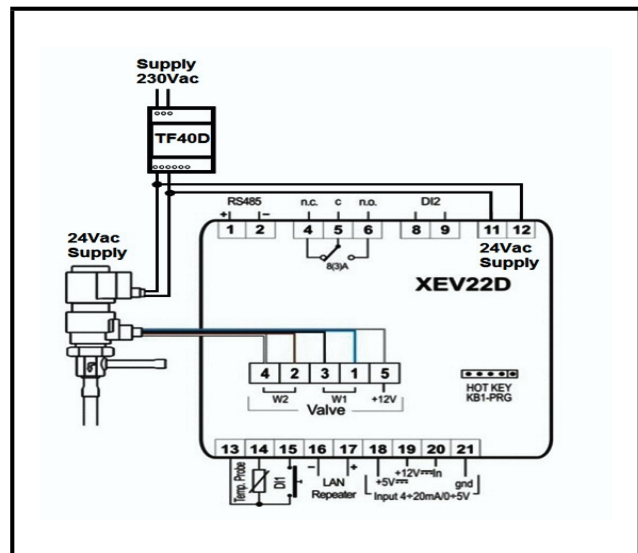 Supply
230Vac
TF40D
RS485 n.c. c n.o. DI2
+ −
1 2 4 5 6 8 9 11 12
24Vac
Supply
24Vac
Supply
8(3)A
XEV22D
4 2 3 1 5
W2 W1 +12V
Valve
HOT KEY
KB1-PRG
13 14 15 16 17 18 19 20 21
Temp. Probe
DI1
− +
LAN
Repeater
+5V +12V In gnd
Input 4÷20mA/0÷5V